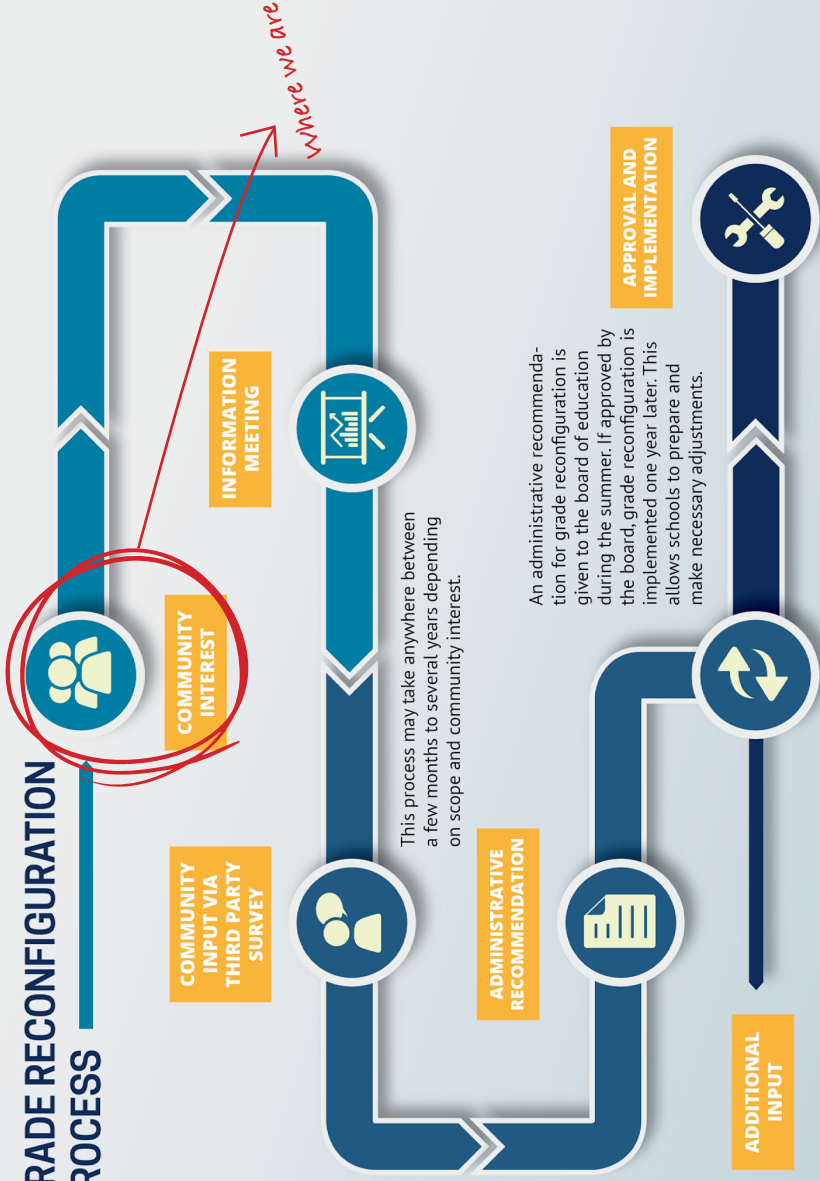 RADE RECONFIGURATION
ROCESS
COMMUNITY
INTEREST
where we are
INFORMATION
MEETING
COMMUNITY
INPUT VIA
THIRD PARTY
SURVEY
This process may take anywhere between
a few months to several years depending
on scope and community interest.
ADMINISTRATIVE
RECOMMENDATION
An administrative recommenda-
tion for grade reconfiguration is
given to the board of education
during the summer. If approved by
the board, grade reconfiguration is
implemented one year later. This
allows schools to prepare and
make necessary adjustments.
ADDITIONAL
INPUT
APPROVAL AND
IMPLEMENTATION